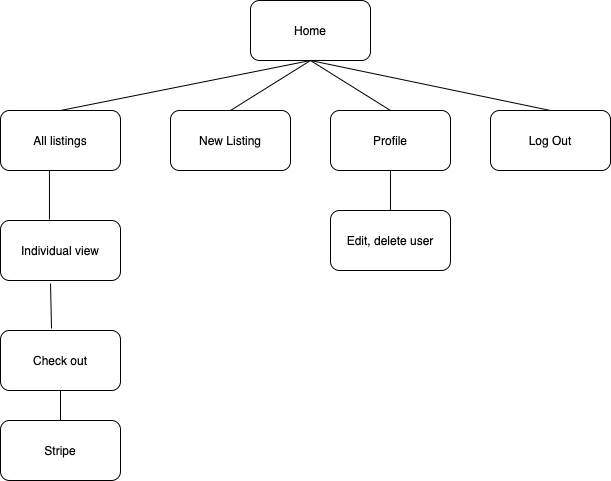 Home
All listings
New Listing
Profile
Log Out
Individual view
Edit, delete user
Check out
Stripe